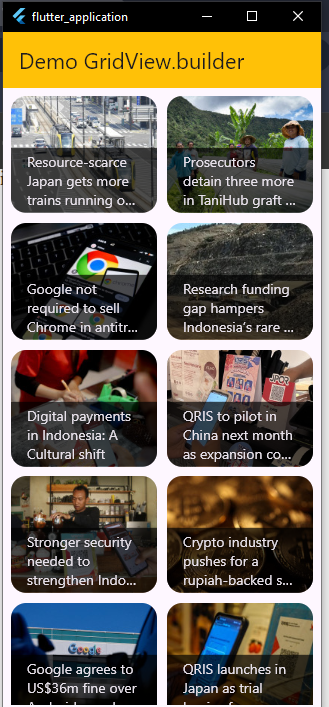 flutter_application
Demo GridView.builder
Resource-scarce
Japan gets more
trains running o...
Prosecutors
detain three more
in TaniHub graft ...
Google not
required to sell
Chrome in antitr...
Research funding
gap hampers
Indonesia's rare ...
Digital payments
in Indonesia: A
Cultural shift
QRIS to pilot in
China next month
as expansion co...
Stronger security
needed to
strengthen Indo...
Crypto industry
pushes for a
rupiah-backed s...
Google
Google agrees to
US$36m fine over
QRIS launches in
Japan as trial